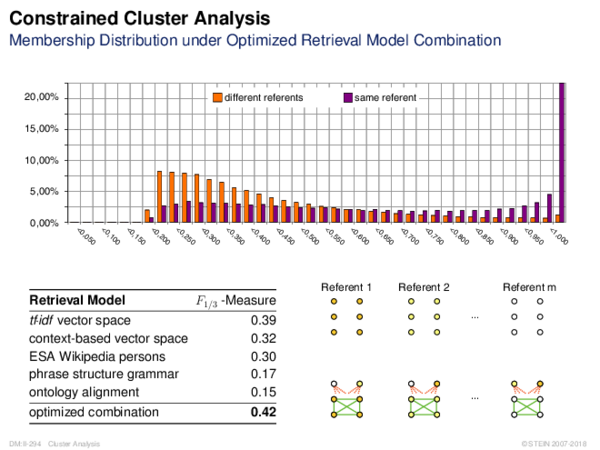 Constrained Cluster Analysis
Membership Distribution under Optimized Retrieval Model Combination
20,00%
15,00%
10,00%
5,00%
0,00%
different referents
same referent
<0,050
<0,100
<0,150
<0,200
<0,250
<0,300
<0,350
<0,400
<0,450
<0,500
<0,550
<0,600
<0,650
<0,700
<0,750
<0,800
<0,850
<0,900
<0,950
<1,000
Retrieval Model F1/3 -Measure
tf·idf vector space 0.39
context-based vector space 0.32
ESA Wikipedia persons 0.30
phrase structure grammar 0.17
ontology alignment 0.15
optimized combination 0.42
Referent 1 Referent 2 Referent m
...
...
DM:II-294 Cluster Analysis © STEIN 2007-2018